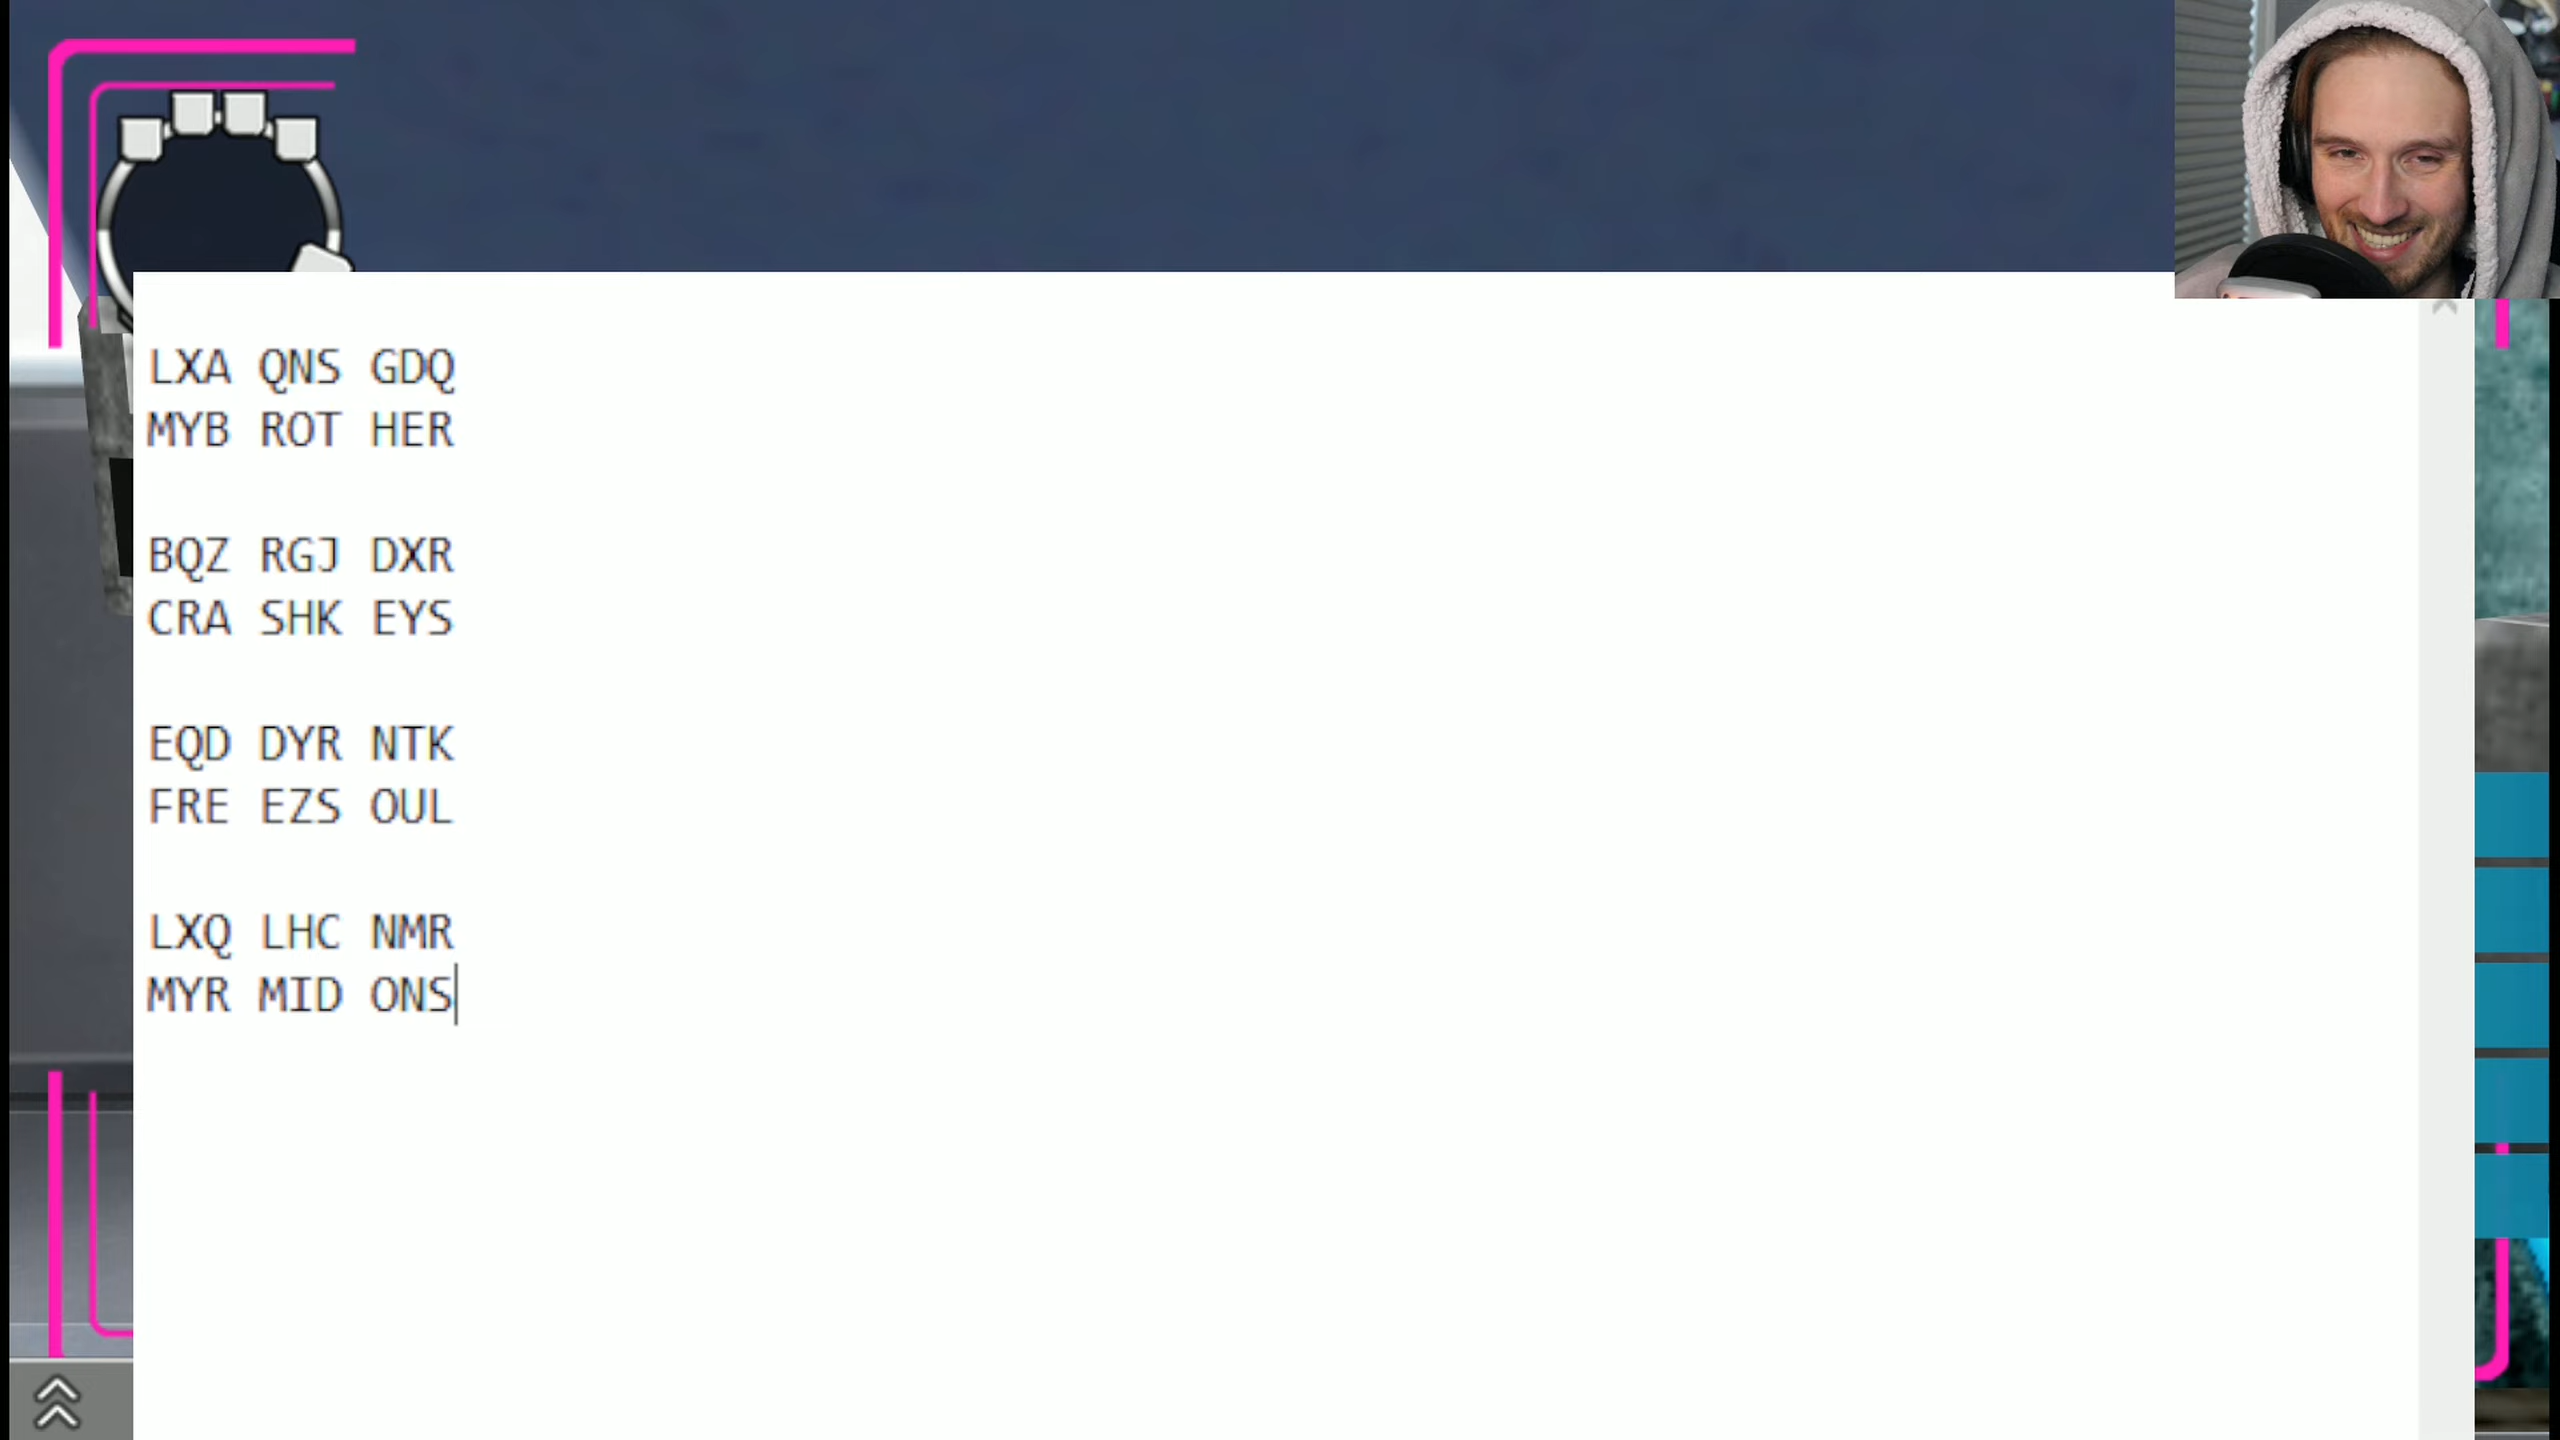 LXA QNS GDQ
MYB ROT HER
BQZ RGJ DXR
CRA SHK EYS
EQD DYR NTK
FRE EZS OUL
LXQ LHC NMR
MYR MID ONS